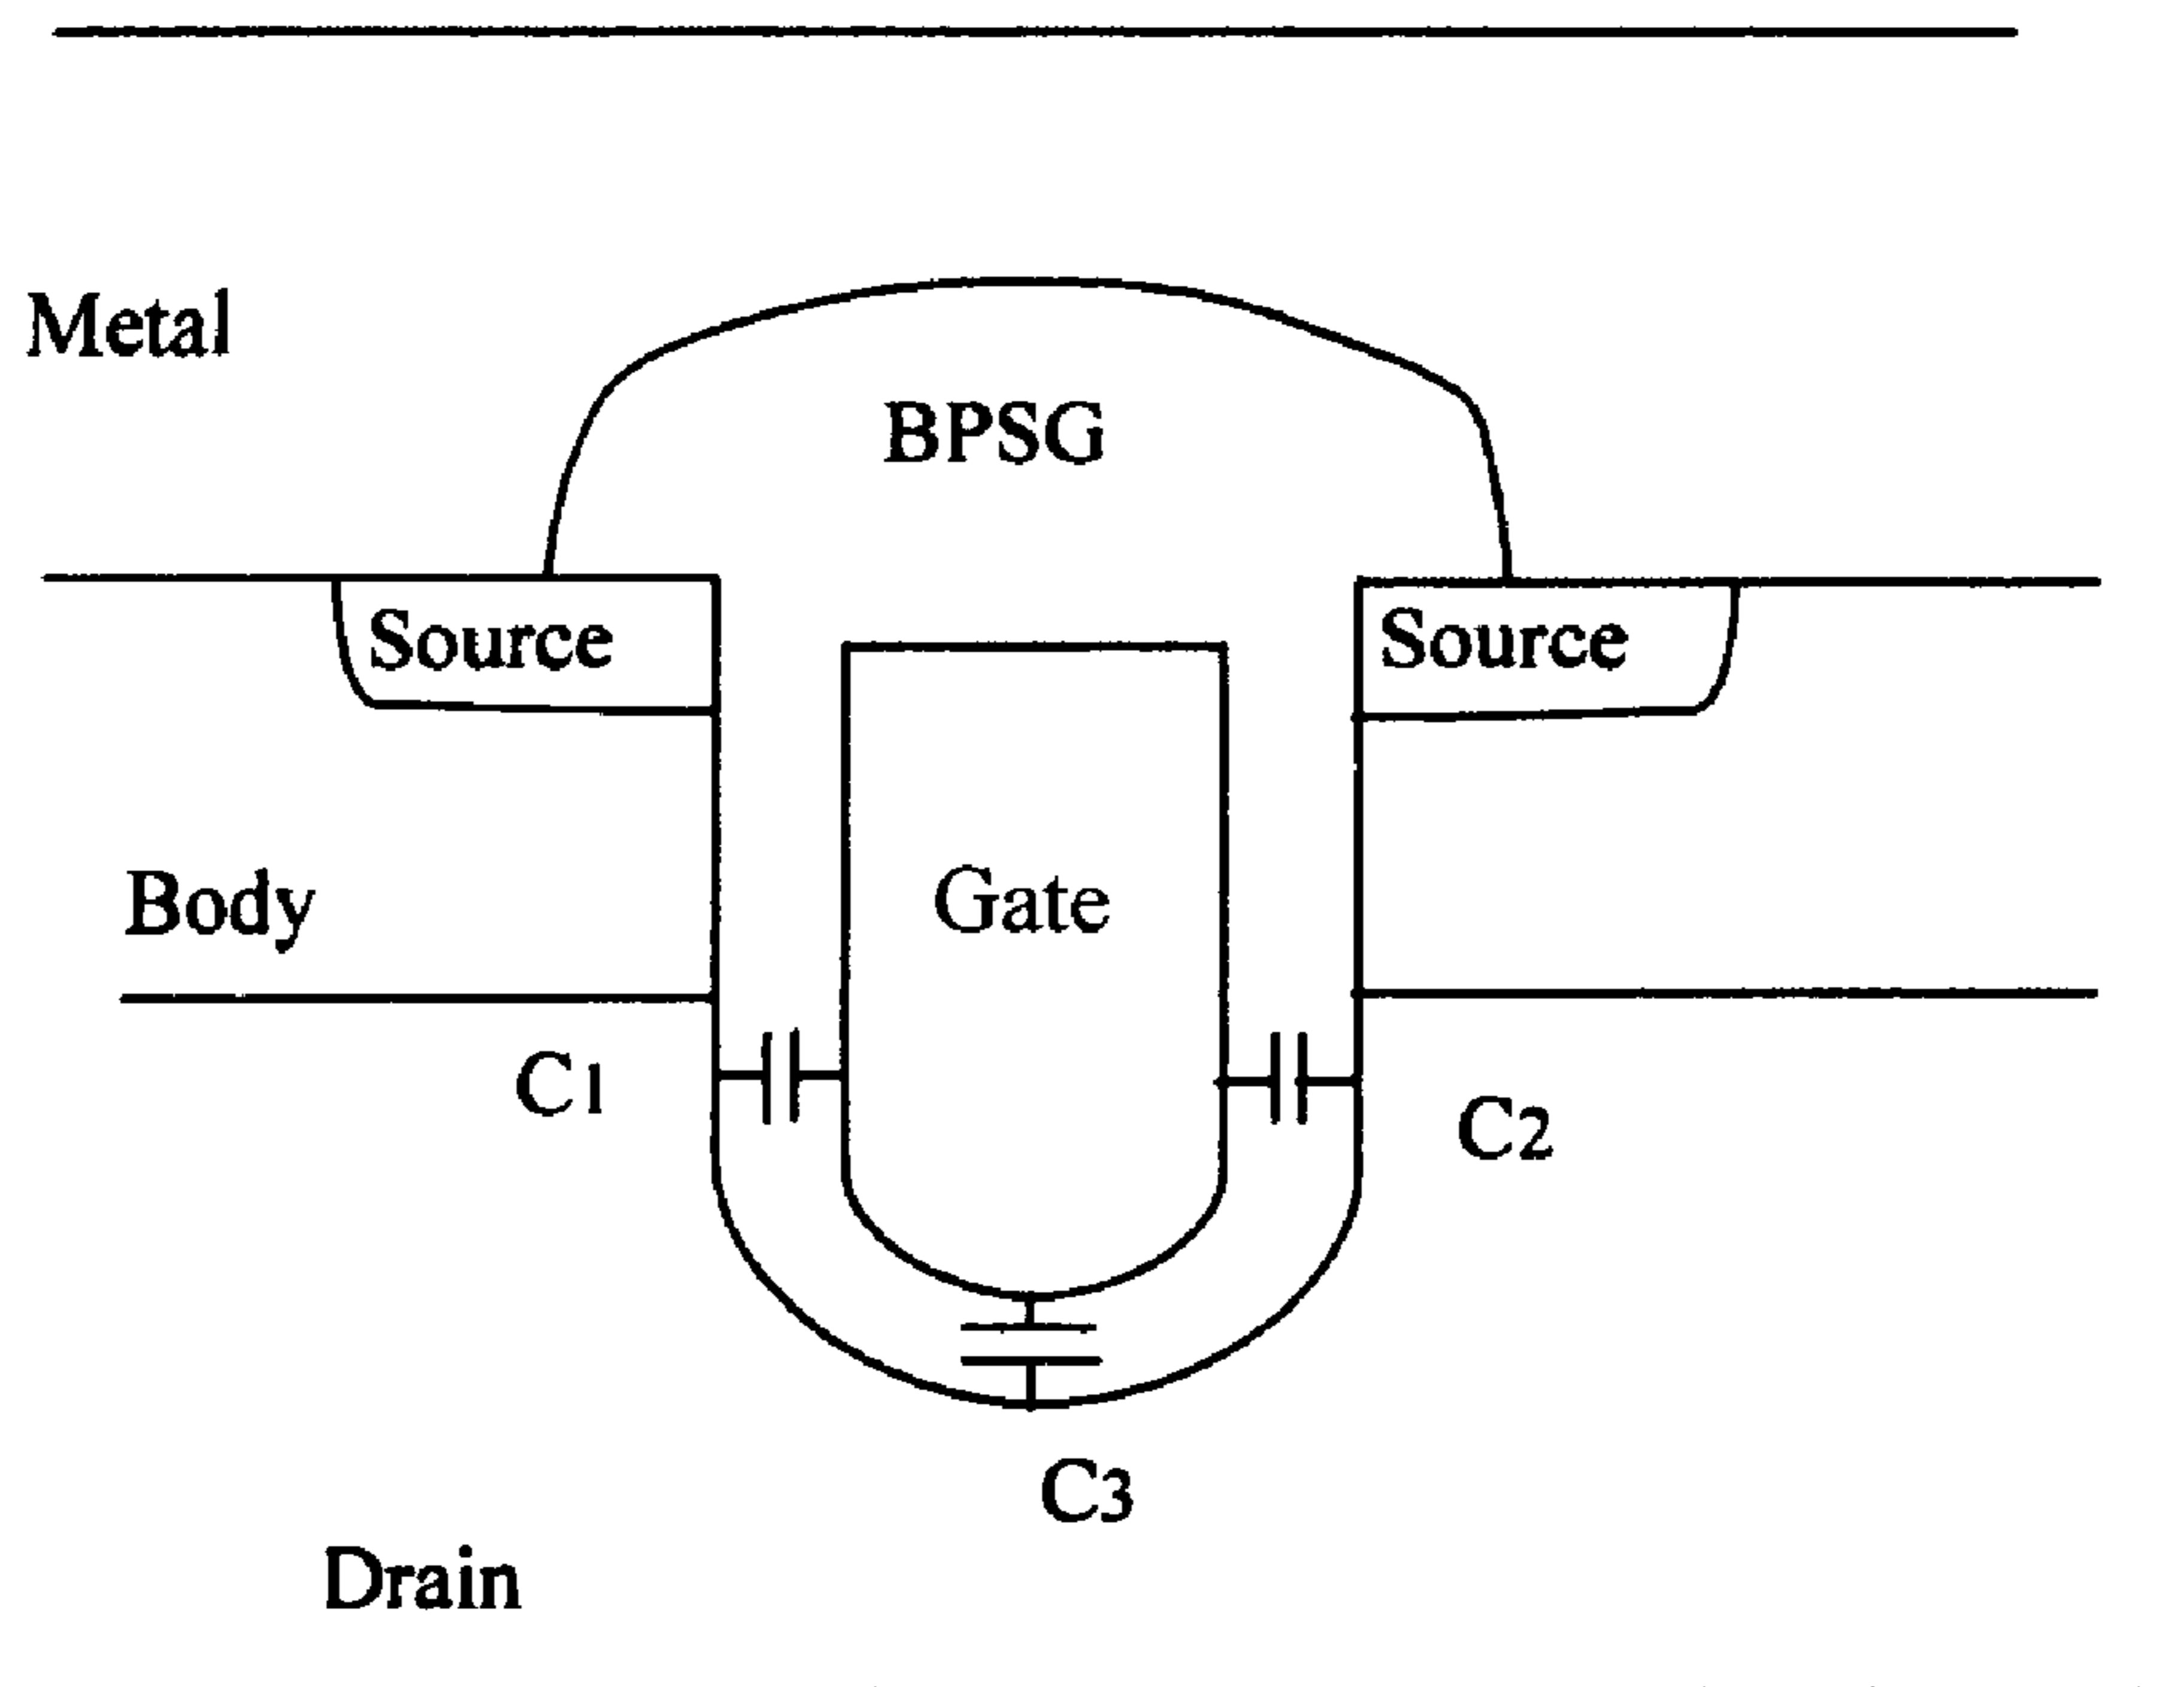 Metal
BPSG
Source
Source
Body
Gate
C1
C2
C3
Drain